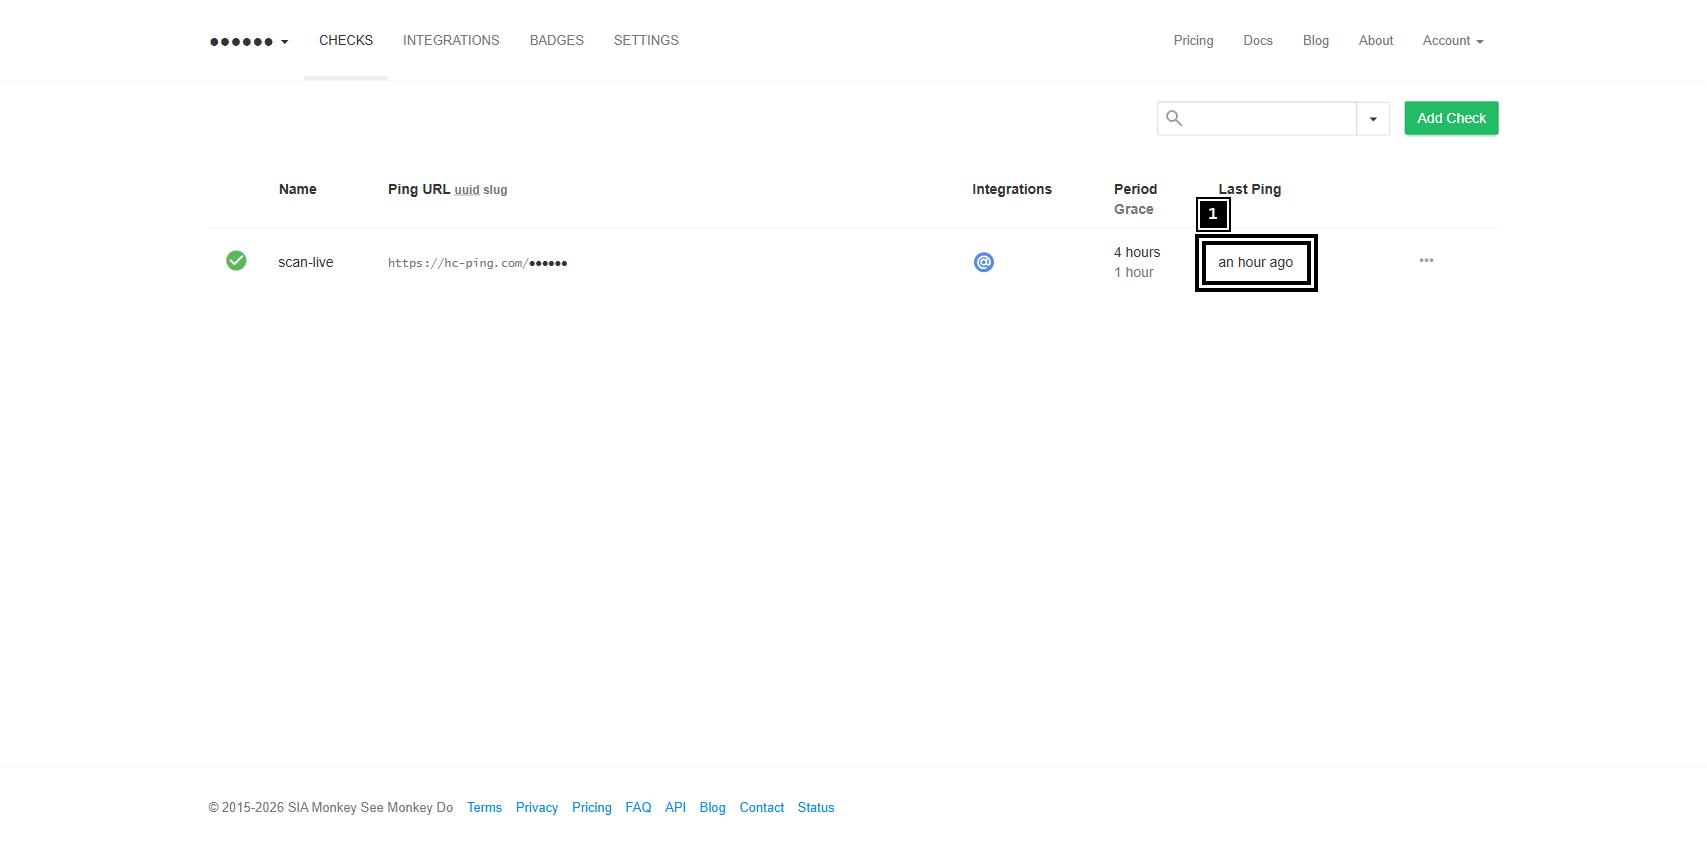 ●●●●●● CHECKS INTEGRATIONS BADGES SETTINGS Pricing Docs Blog About Account
Add Check
Name Ping URL uuid slug Integrations Period Last Ping
Grace
1
scan-live https://hc-ping.com/●●●●●● @ 4 hours an hour ago
1 hour
© 2015-2026 SIA Monkey See Monkey Do Terms Privacy Pricing FAQ API Blog Contact Status